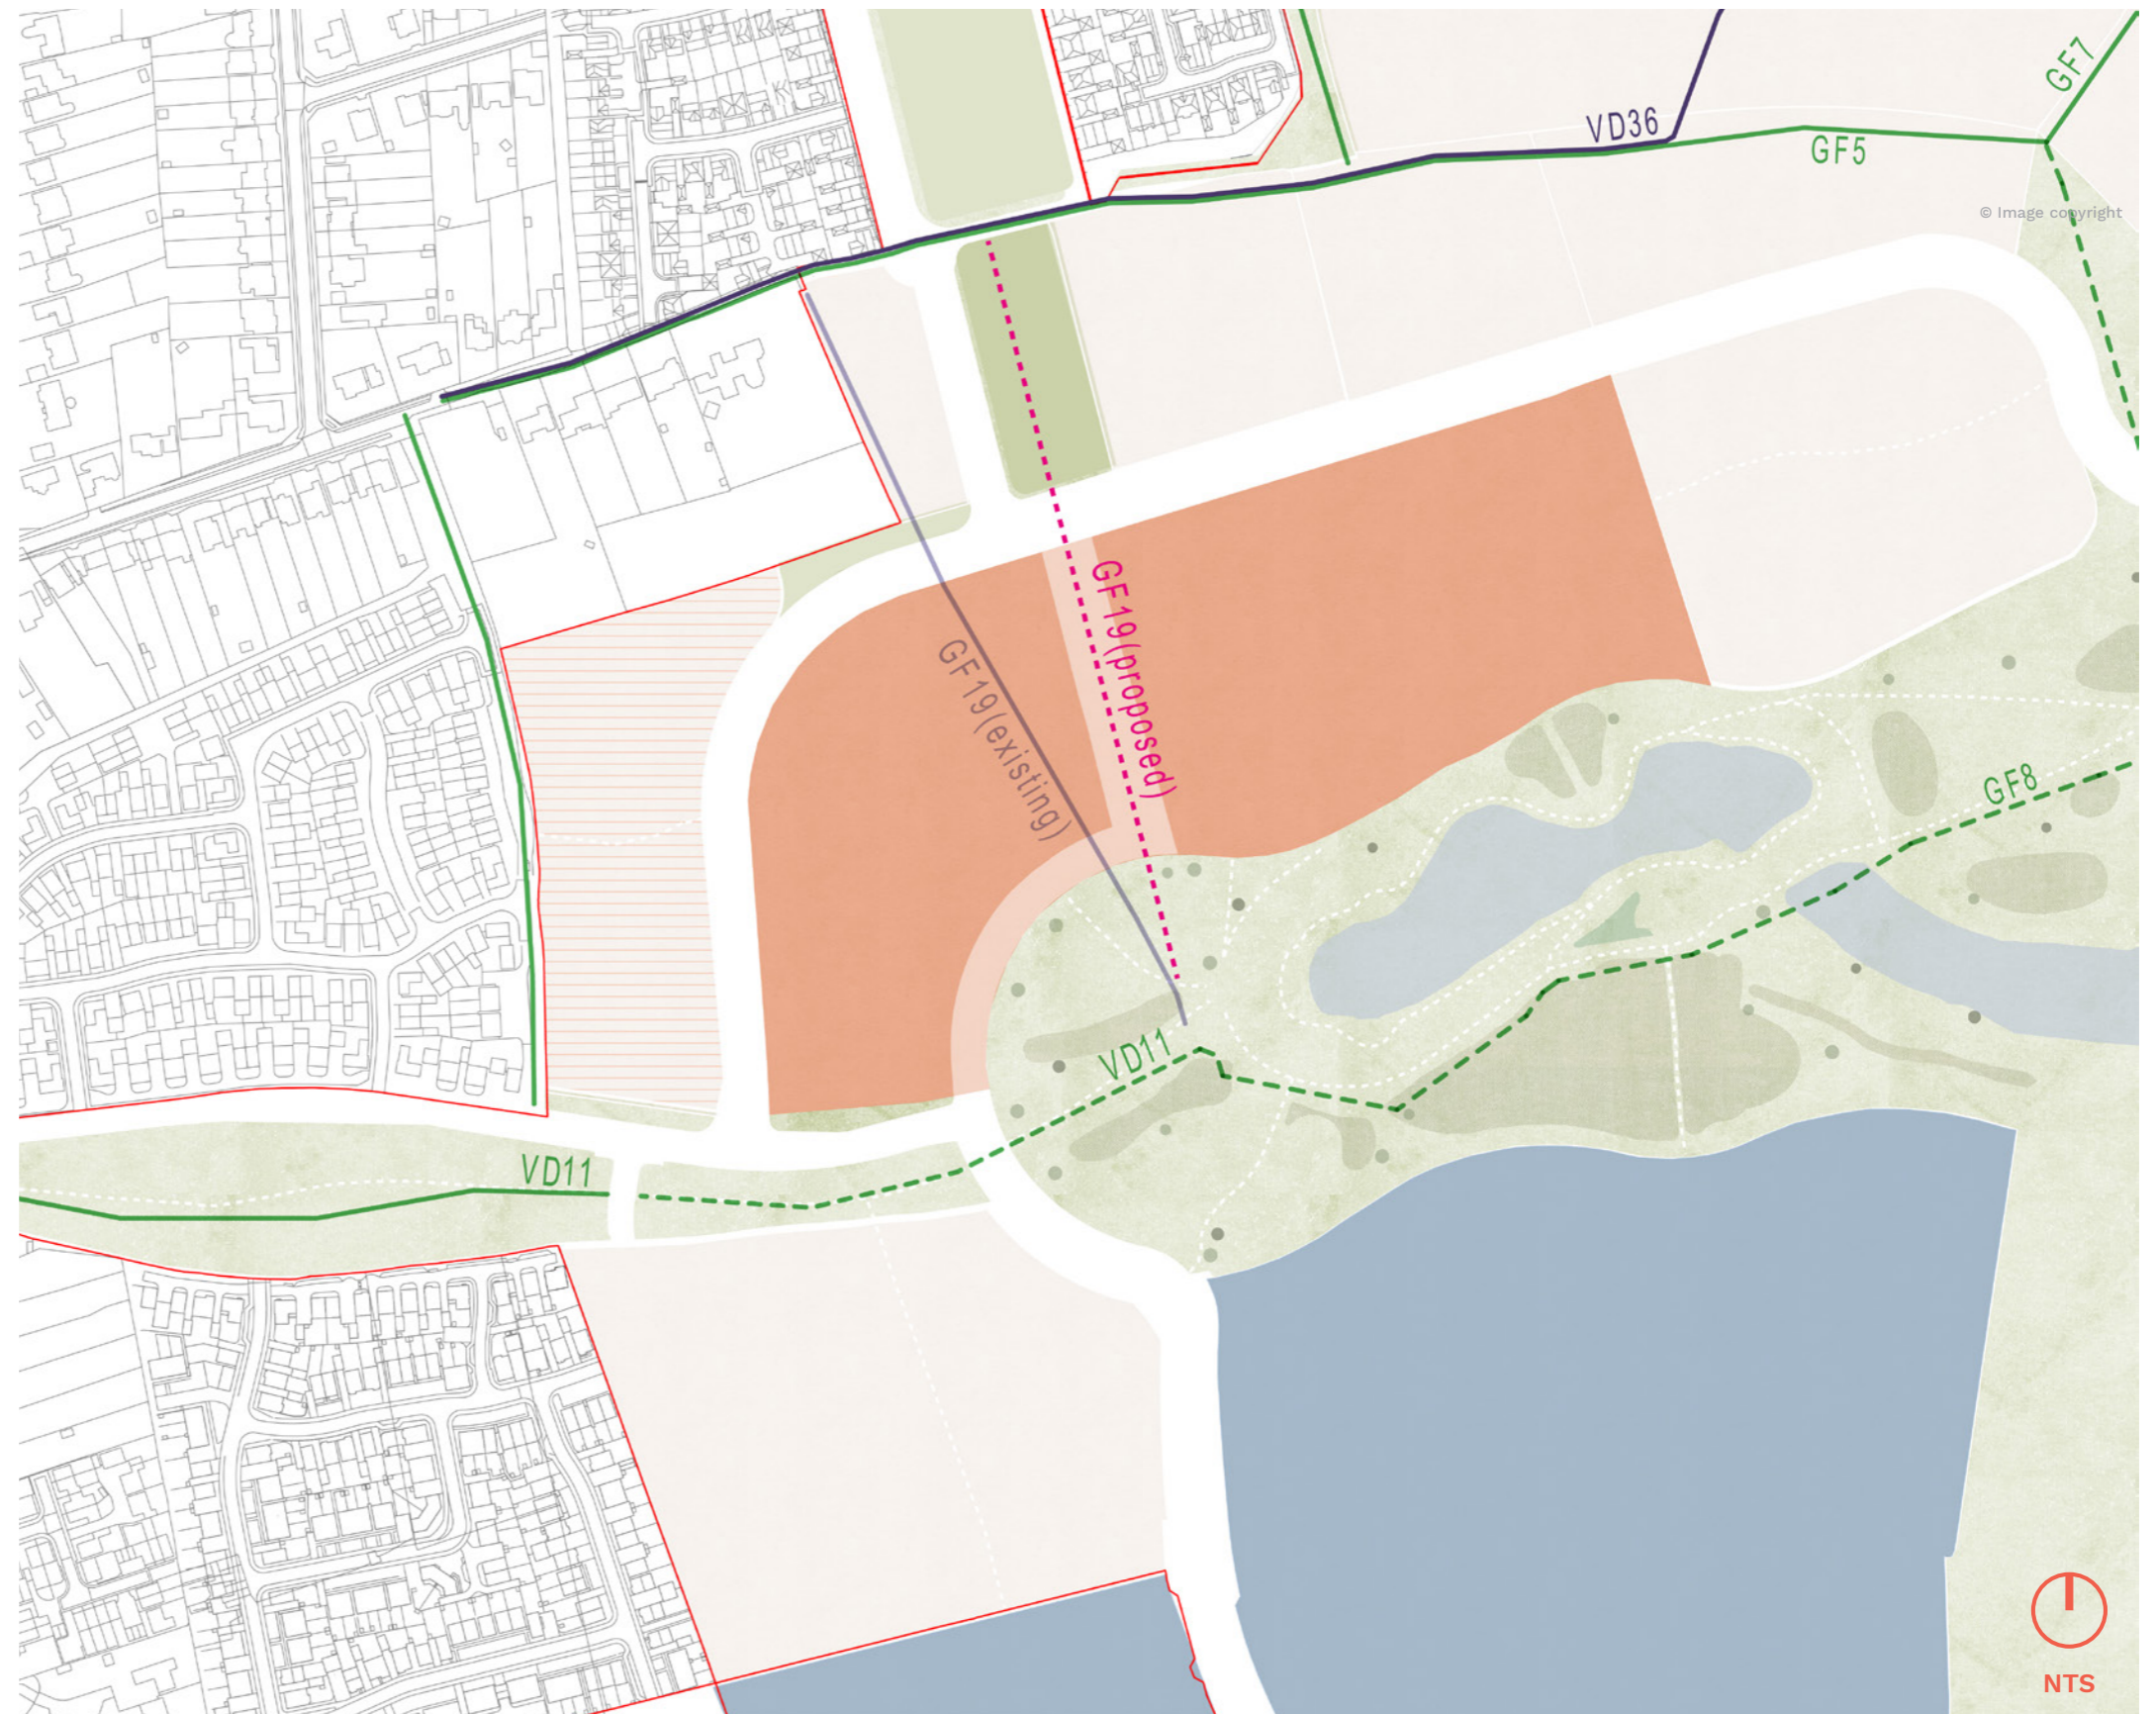 GF7
VD36
GF5
© Image copyright
GF19(proposed)
GF19(existing)
GF8
VD11
VD11
NTS